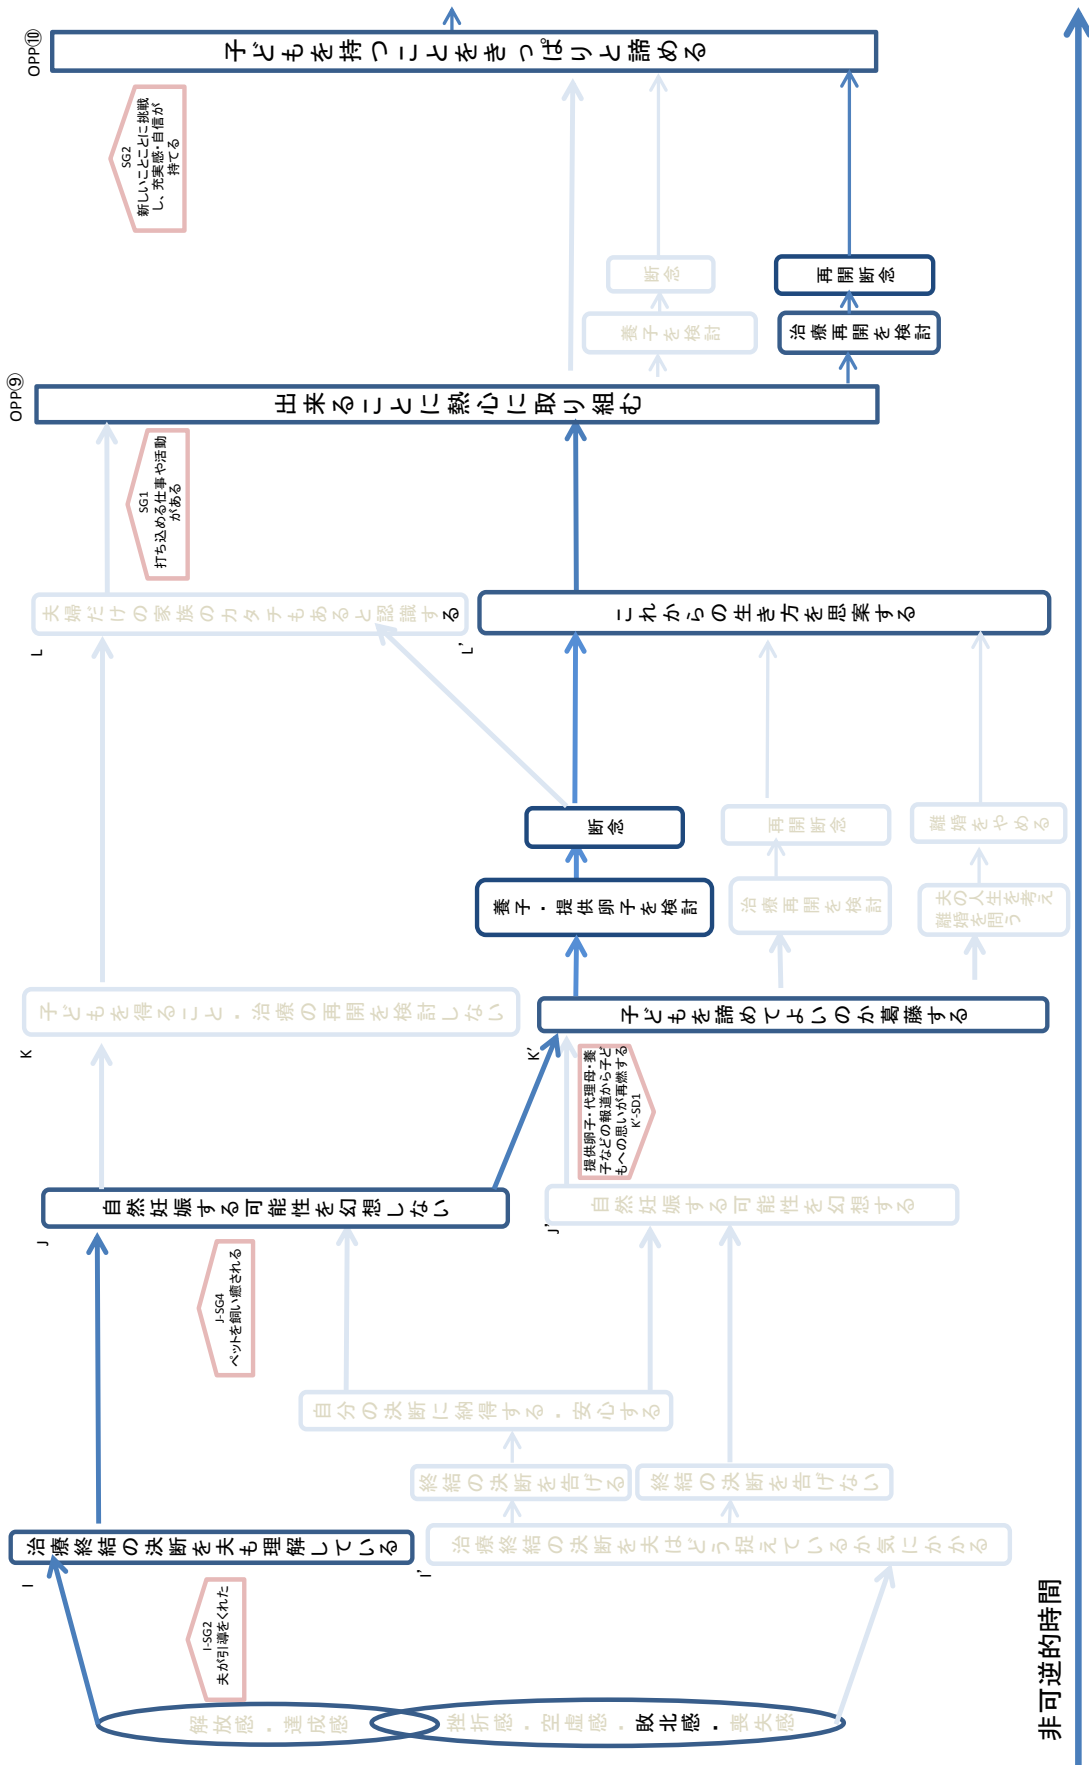 OPP⑩
子どもを持つことをきっぱりと諦める
SG2
新しいことことに挑戦
し、充実感・自信が
持てる
断念
養子を検討
再開断念
治療再開を検討
OPP⑨
出来ることに熱心に取り組む
SG1
打ち込める仕事や活動
がある
L
夫婦だけの家族のカタチもあると認識する
L’
これからの生き方を思案する
断念
養子・提供卵子を検討
再開断念
治療再開を検討
離婚をやめる
夫の人生を考え
離婚を問う
K
子どもを得ること・治療の再開を検討しない
K’
子どもを諦めてよいのか葛藤する
提供卵子・代理母・養
子などの報道から子ど
もへの思いが再燃する
K’-SD1
J
自然妊娠する可能性を幻想しない
J’
自然妊娠する可能性を幻想する
J-SG4
ペットを飼い癒される
自分の決断に納得する・安心する
終結の決断を告げる
終結の決断を告げない
I
治療終結の決断を夫も理解している
I’
治療終結の決断を夫はどう捉えているか気にかかる
I-SG2
夫が引導をくれた
解放感・達成感
挫折感・空虚感・敗北感・喪失感
非可逆的時間